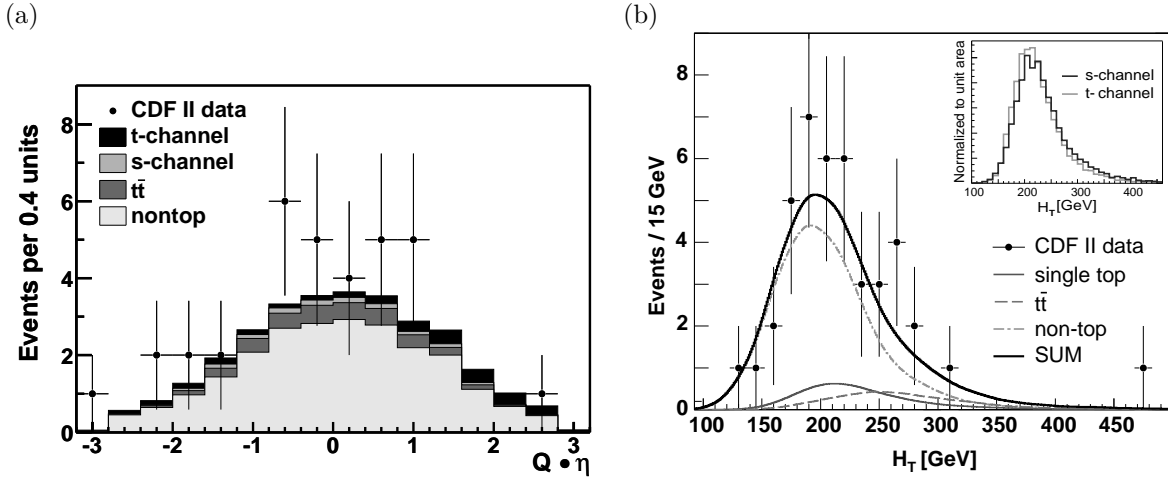 (a)
Events per 0.4 units
8
6
4
2
0
CDF II data
t-channel
s-channel
tt̄
nontop
-3 -2 -1 0 1 2 3
Q • η
(b)
Events / 15 GeV
8
6
4
2
0
Normalized to unit area
s-channel
t- channel
100 200 300 400
H_T [GeV]
CDF II data
single top
tt̄
non-top
SUM
100 150 200 250 300 350 400 450
H_T [GeV]